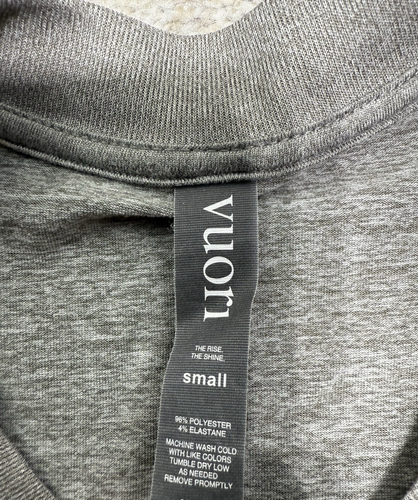 vuori
THE RISE.
THE SHINE.
small
96% POLYESTER
4% ELASTANE
MACHINE WASH COLD
WITH LIKE COLORS
TUMBLE DRY LOW
AS NEEDED
REMOVE PROMPTLY